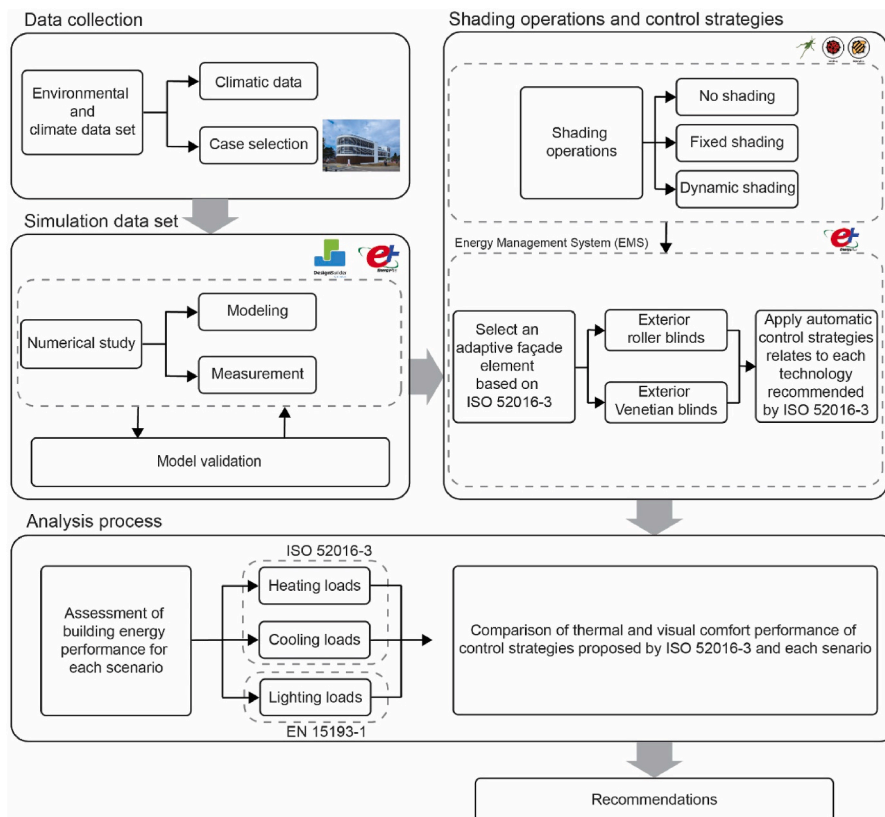 Data collection
Environmental
and
climate data set
Climatic data
Case selection
Simulation data set
DesignBuilder
Numerical study
Modeling
Measurement
Model validation
Shading operations and control strategies
Shading
operations
No shading
Fixed shading
Dynamic shading
Energy Management System (EMS)
Select an
adaptive façade
element
based on
ISO 52016-3
Exterior
roller blinds
Exterior
Venetian blinds
Apply automatic
control strategies
relates to each
technology
recommended
by ISO 52016-3
Analysis process
Assessment of
building energy
performance for
each scenario
ISO 52016-3
Heating loads
Cooling loads
Lighting loads
EN 15193-1
Comparison of thermal and visual comfort performance of
control strategies proposed by ISO 52016-3 and each senario
Recommendations